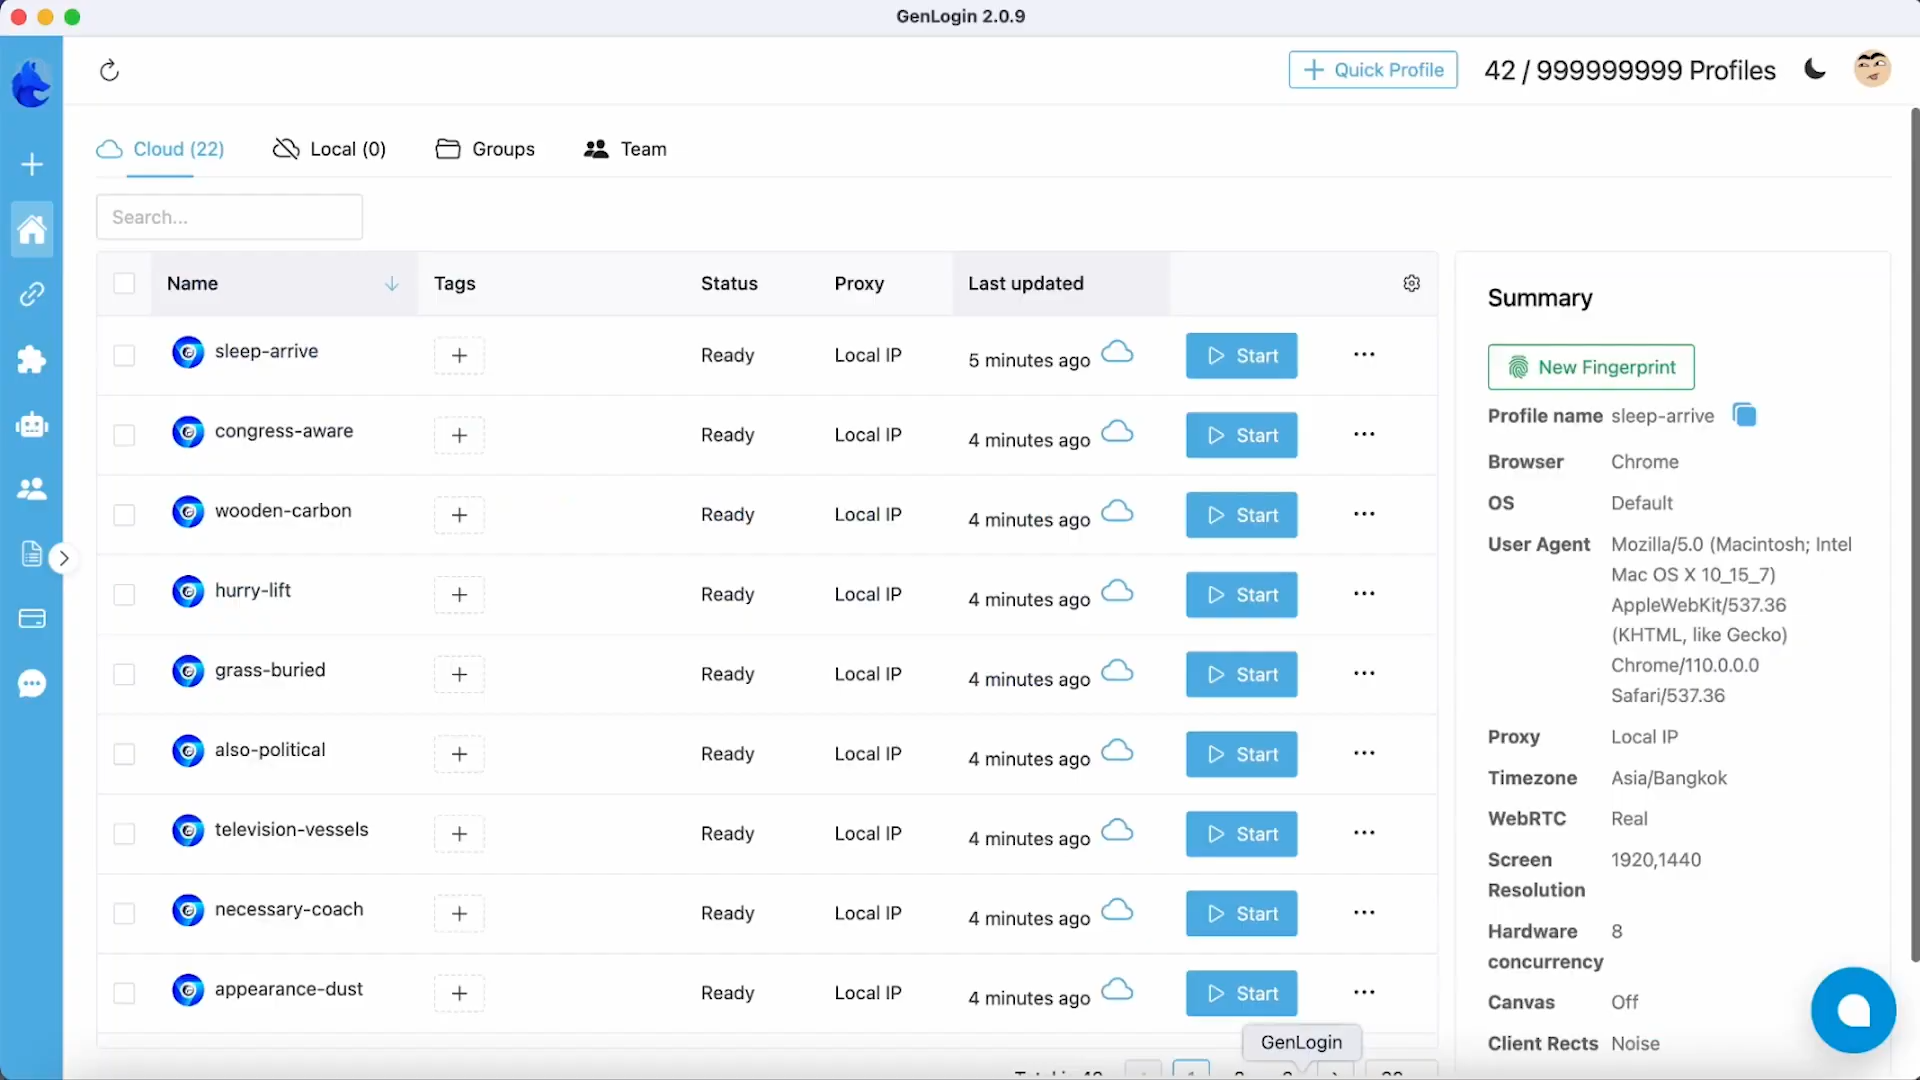 GenLogin 2.0.9
Quick Profile
42 / 999999999 Profiles
Cloud (22)
Local (0)
Groups
Team
Search...
Name
Tags
Status
Proxy
Last updated
sleep-arrive
Ready
Local IP
5 minutes ago
Start
congress-aware
Ready
Local IP
4 minutes ago
Start
wooden-carbon
Ready
Local IP
4 minutes ago
Start
hurry-lift
Ready
Local IP
4 minutes ago
Start
grass-buried
Ready
Local IP
4 minutes ago
Start
also-political
Ready
Local IP
4 minutes ago
Start
television-vessels
Ready
Local IP
4 minutes ago
Start
necessary-coach
Ready
Local IP
4 minutes ago
Start
appearance-dust
Ready
Local IP
4 minutes ago
Start
GenLogin
Summary
New Fingerprint
Profile name sleep-arrive
Browser Chrome
OS Default
User Agent Mozilla/5.0 (Macintosh; Intel
Mac OS X 10_15_7)
AppleWebKit/537.36
(KHTML, like Gecko)
Chrome/110.0.0.0
Safari/537.36
Proxy Local IP
Timezone Asia/Bangkok
WebRTC Real
Screen 1920,1440
Resolution
Hardware 8
concurrency
Canvas Off
Client Rects Noise